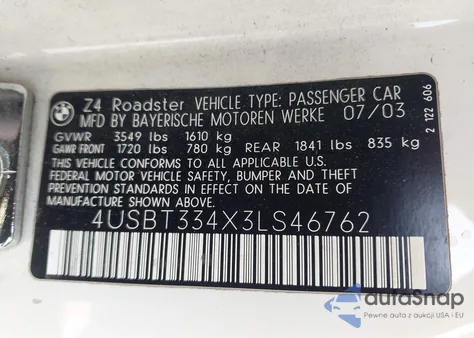 Z4 Roadster VEHICLE TYPE: PASSENGER CAR
MFD BY BAYERISCHE MOTOREN WERKE 07/03
GVWR 3549 lbs 1610 kg
GAWR FRONT 1720 lbs 780 kg REAR 1841 lbs 835 kg
THIS VEHICLE CONFORMS TO ALL APPLICABLE U.S.
FEDERAL MOTOR VEHICLE SAFETY, BUMPER AND THEFT
PREVENTION STANDARDS IN EFFECT ON THE DATE OF
MANUFACTURE SHOWN ABOVE.
4USBT334X3LS46762
2 122 606
autoSnap
Pewne auta z aukcji USA i EU